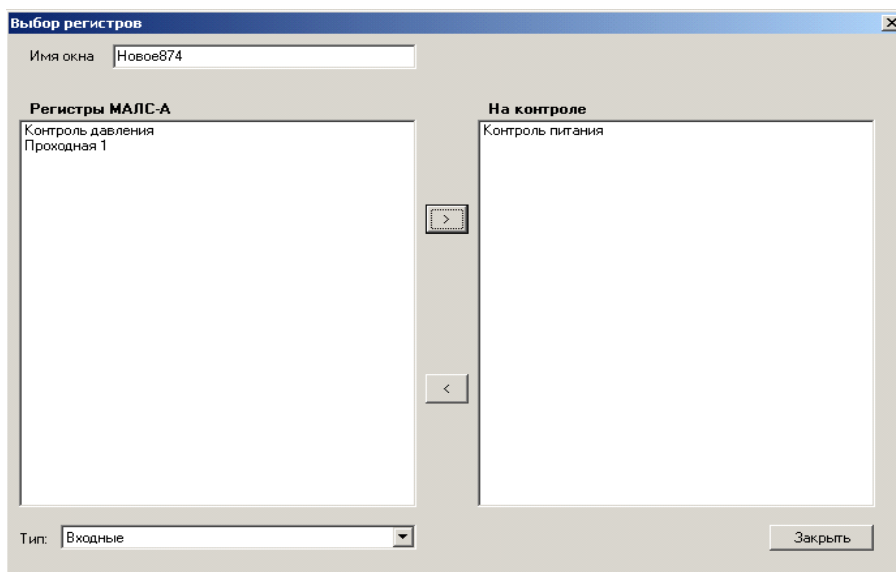 Выбор регистров
Имя окна Новое874
Регистры МАЛС-А
На контроле
Контроль давления
Проходная 1
Контроль питания
>
<
Тип: Входные
Закрыть